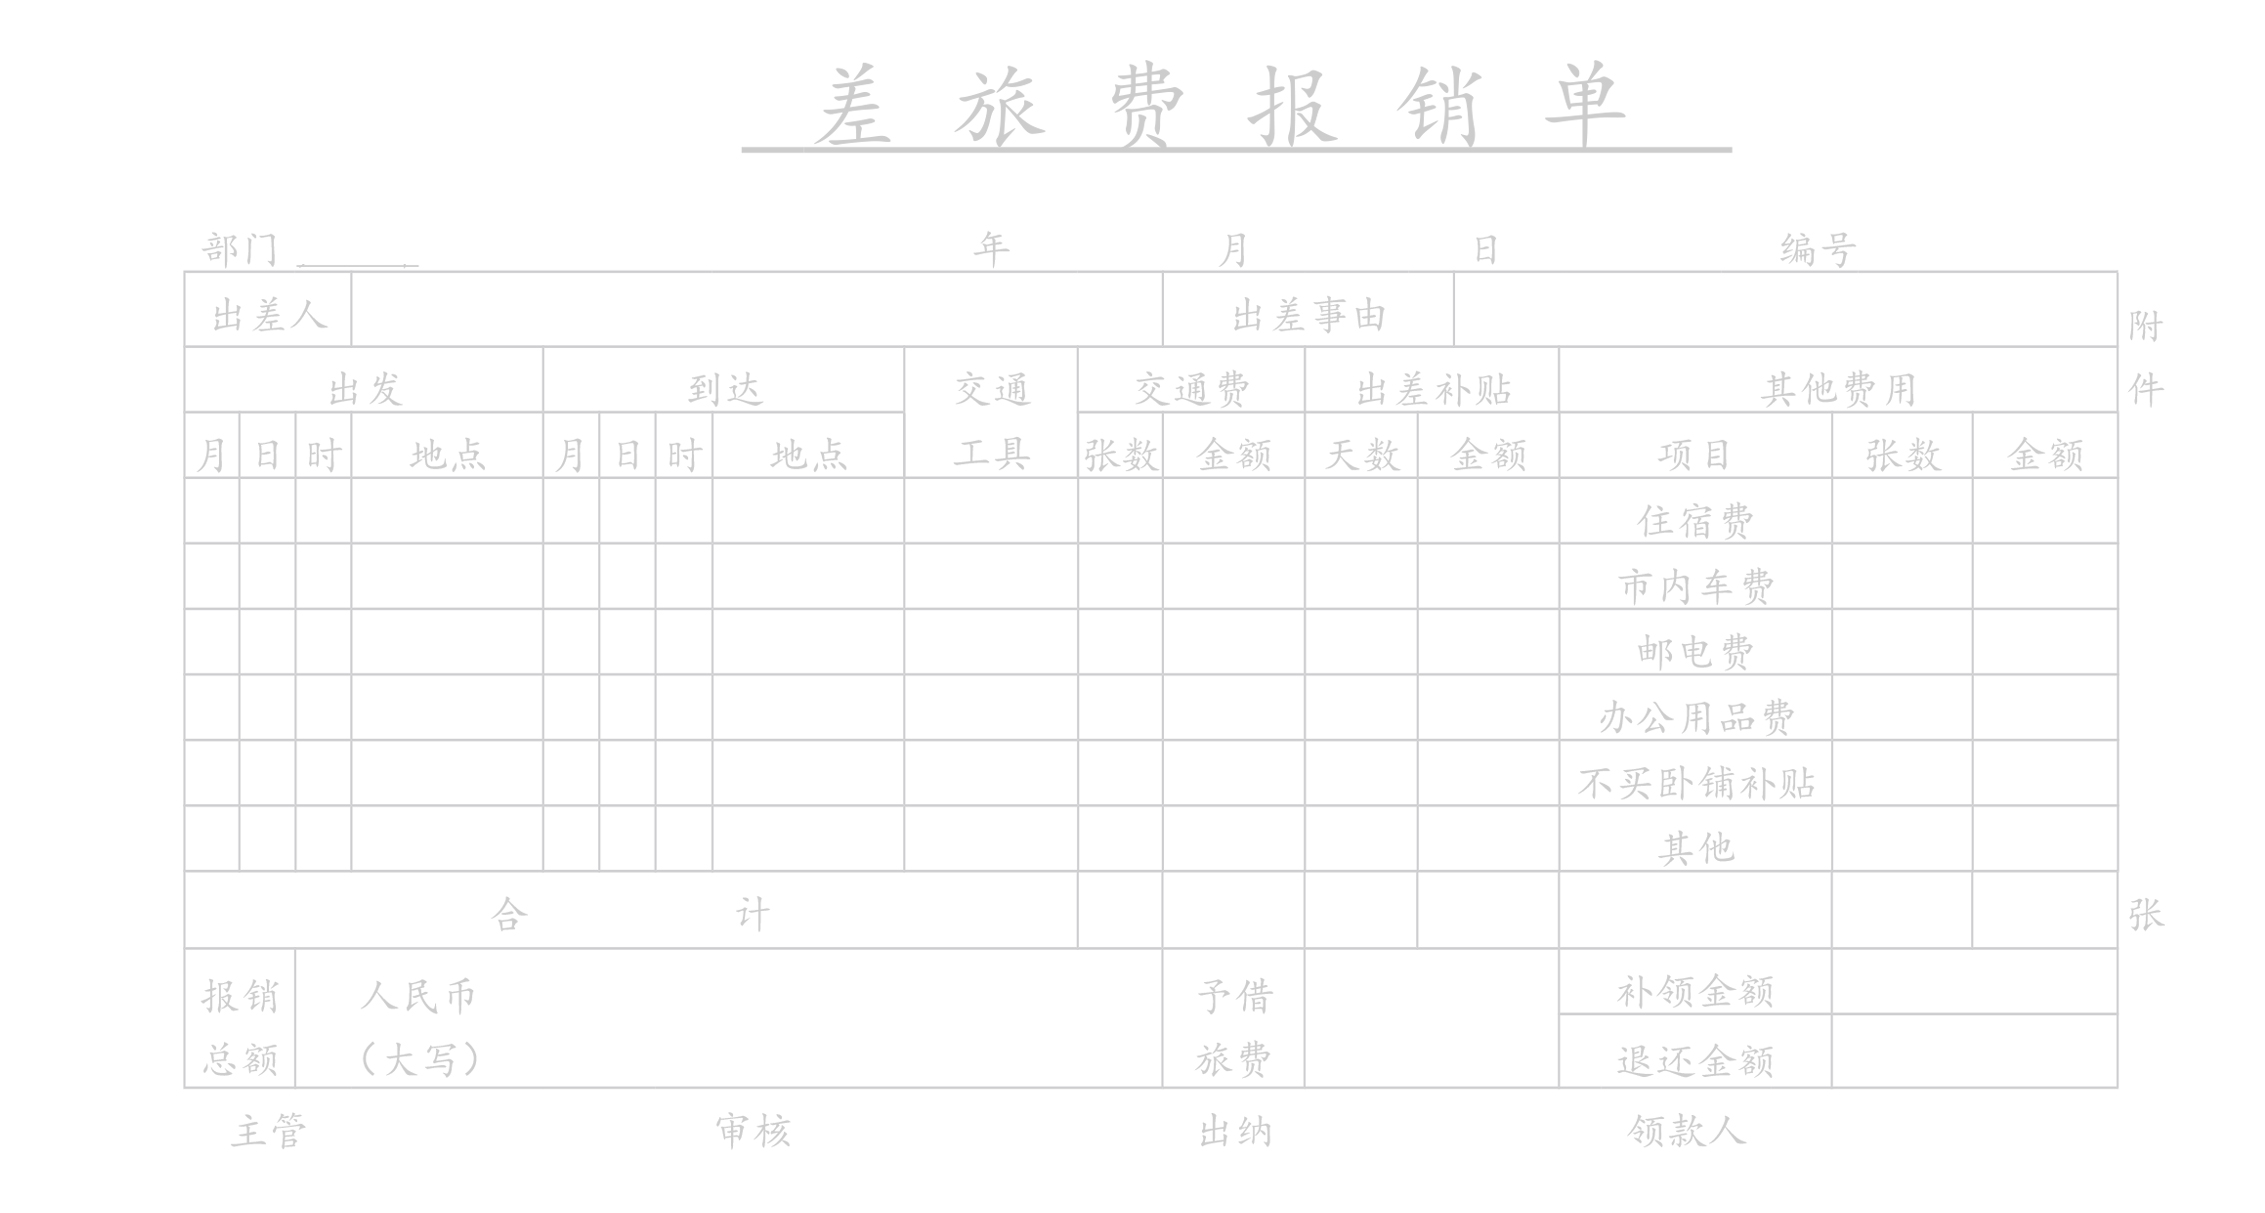 差旅费报销单
部门 年 月 日 编号
出差人 出差事由
附件 张
出发 到达 交通工具 交通费 出差补贴 其他费用
月 日 时 地点 月 日 时 地点 张数 金额 天数 金额 项目 张数 金额
住宿费
市内车费
邮电费
办公用品费
不买卧铺补贴
其他
合 计
报销总额 人民币（大写） 予借旅费 补领金额
退还金额
主管 审核 出纳 领款人